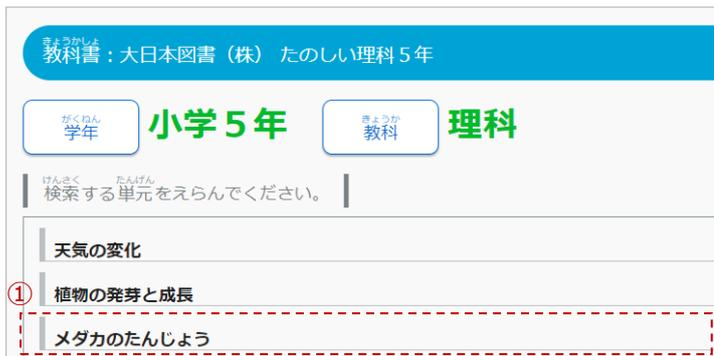 きょうかしょ
教科書：大日本図書（株） たのしい理科５年
がくねん きょうか
学年 小学５年 教科 理科
けんさく たんげん
検索する単元をえらんでください。
天気の変化
① 植物の発芽と成長
メダカのたんじょう